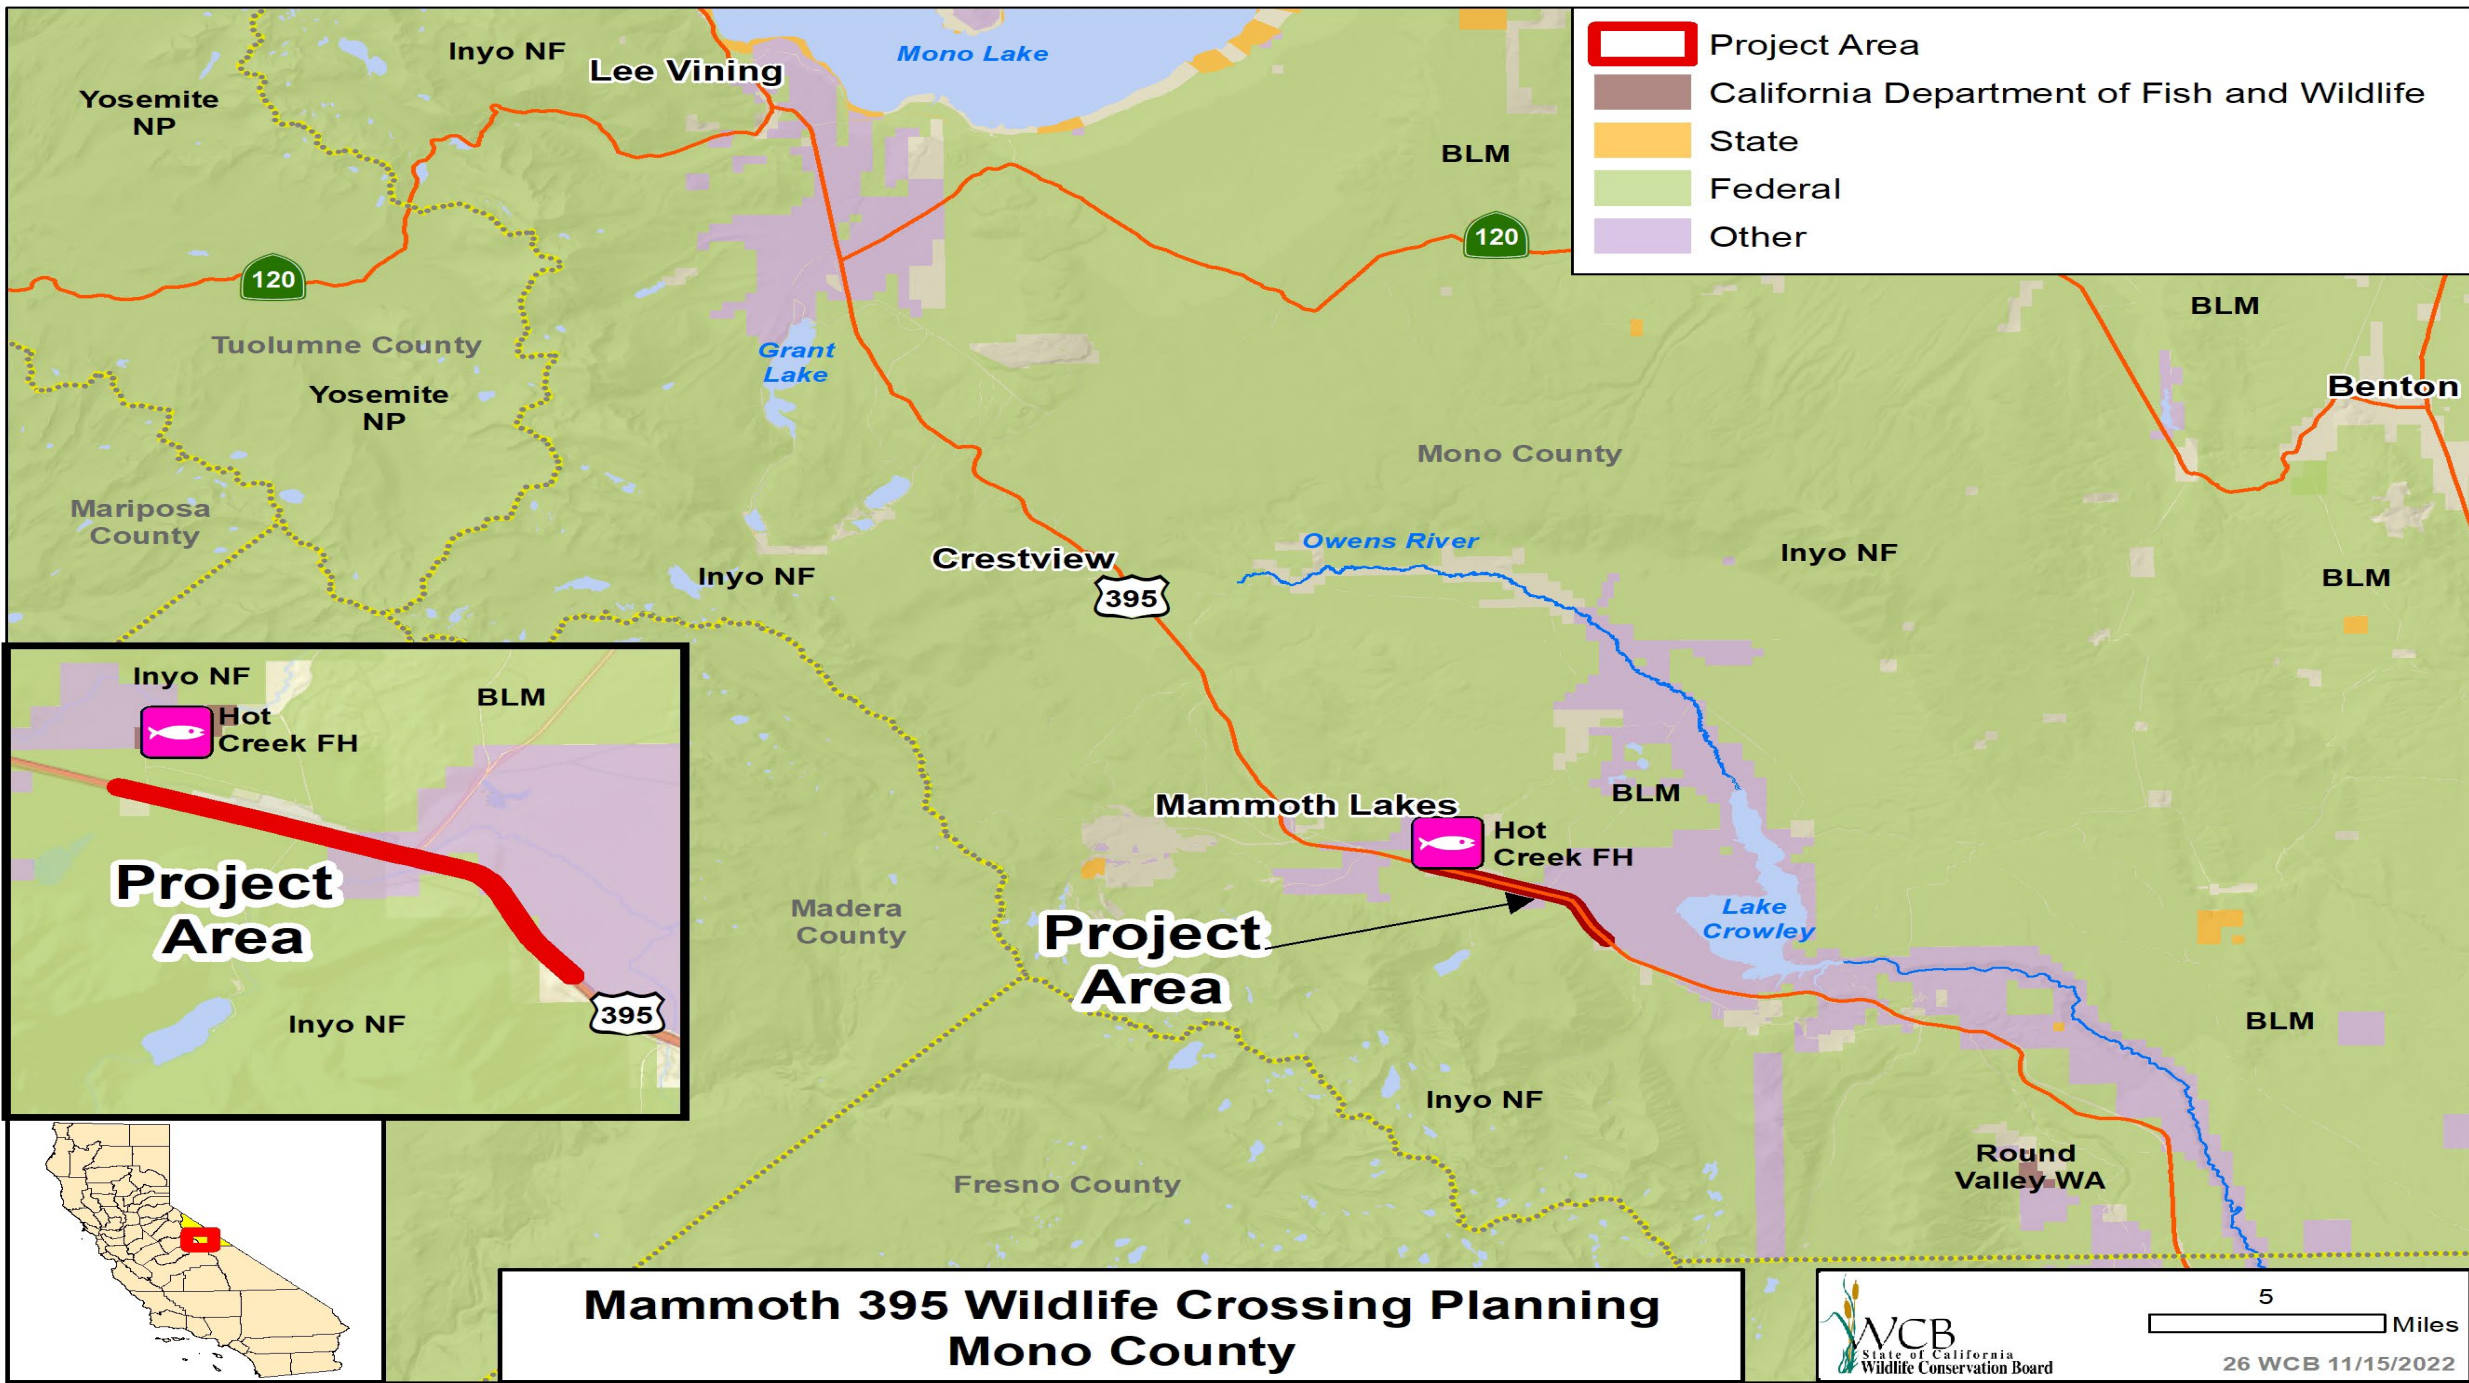 Project Area
California Department of Fish and Wildlife
State
Federal
Other
Inyo NF
Lee Vining
Mono Lake
Yosemite
NP
BLM
120
120
BLM
Tuolumne County
Grant
Lake
Yosemite
NP
Benton
Mono County
Mariposa
County
Owens River
Crestview
Inyo NF
Inyo NF
BLM
395
Inyo NF
Hot
Creek FH
BLM
Project
Area
Inyo NF
395
Mammoth Lakes
BLM
Hot
Creek FH
Madera
County
Lake
Crowley
Project
Area
BLM
Inyo NF
Round
Valley WA
Fresno County
Mammoth 395 Wildlife Crossing Planning
Mono County
WCB
State of California
Wildlife Conservation Board
5
Miles
26 WCB 11/15/2022